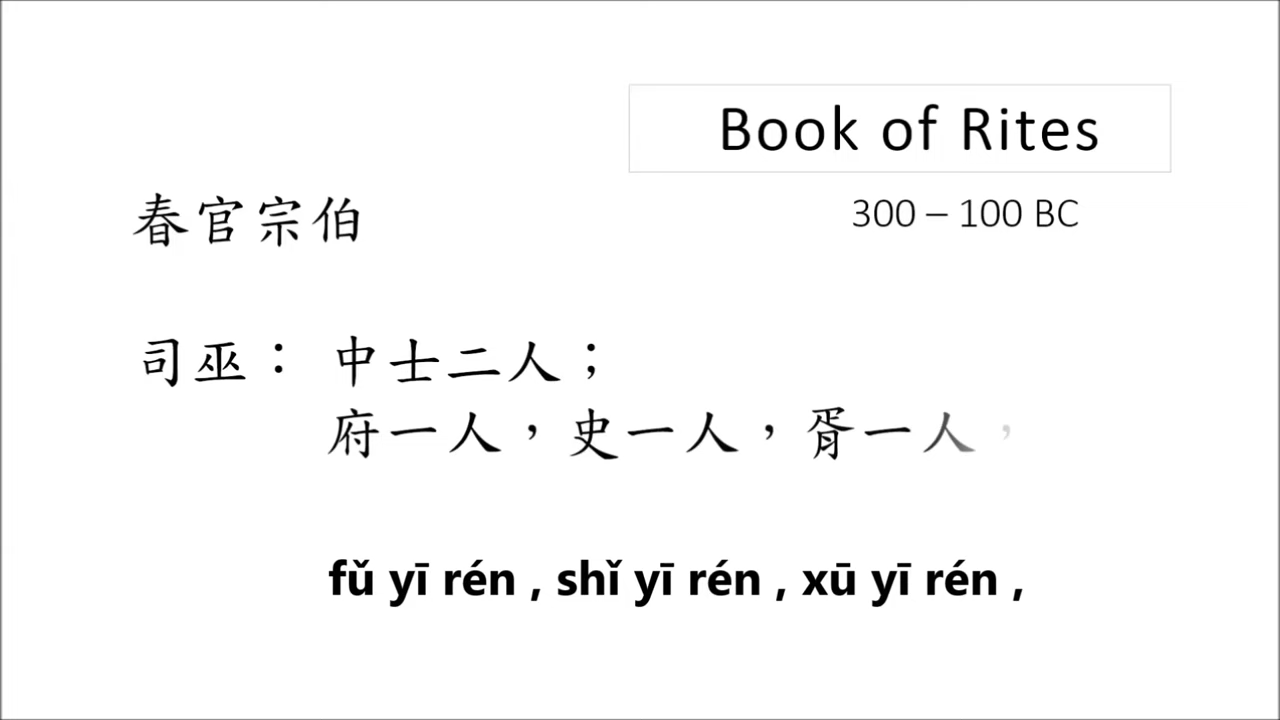 Book of Rites
300 – 100 BC
春官宗伯
司巫： 中士二人；
府一人，史一人，胥一人，
fǔ yī rén , shǐ yī rén , xū yī rén ,